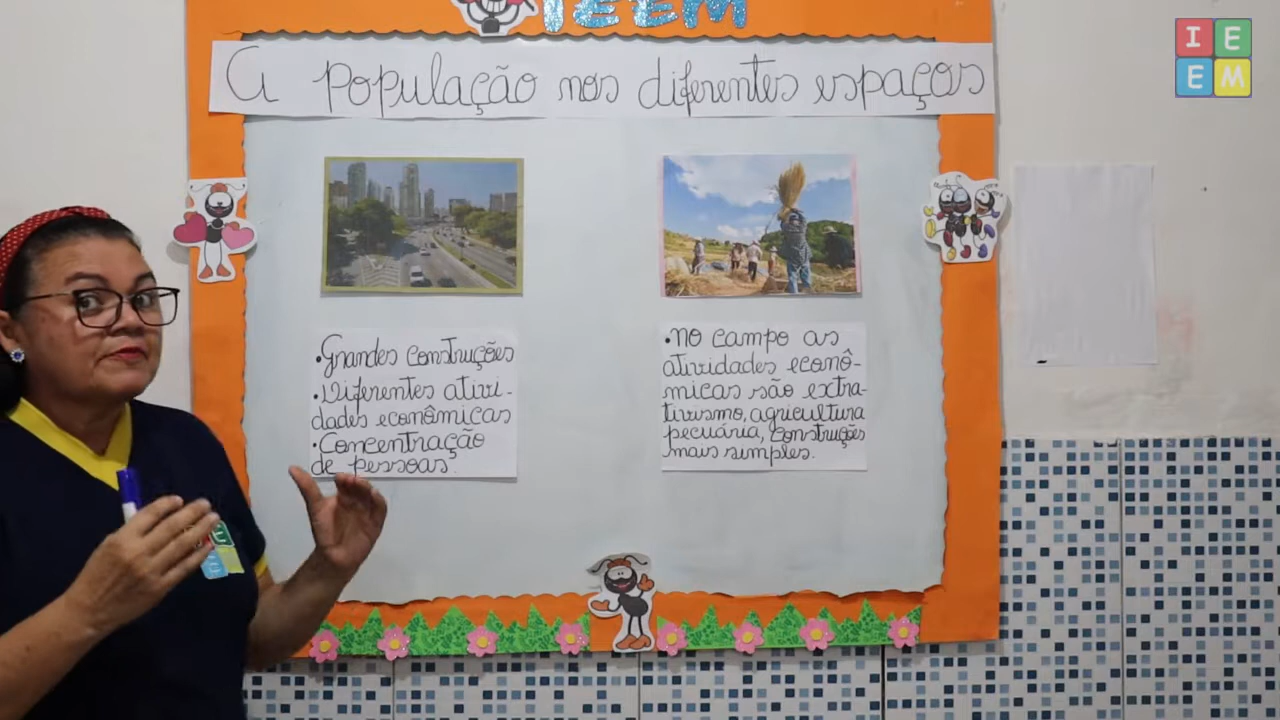 IEEM
I E
E M
A população nos diferentes espaços
•Grandes construções
•Diferentes ativi-
dades econômicas
•Concentração
de pessoas.
•No campo as
atividades econô-
micas são extra-
tivismo, agricultura
pecuária, construções
mais simples.